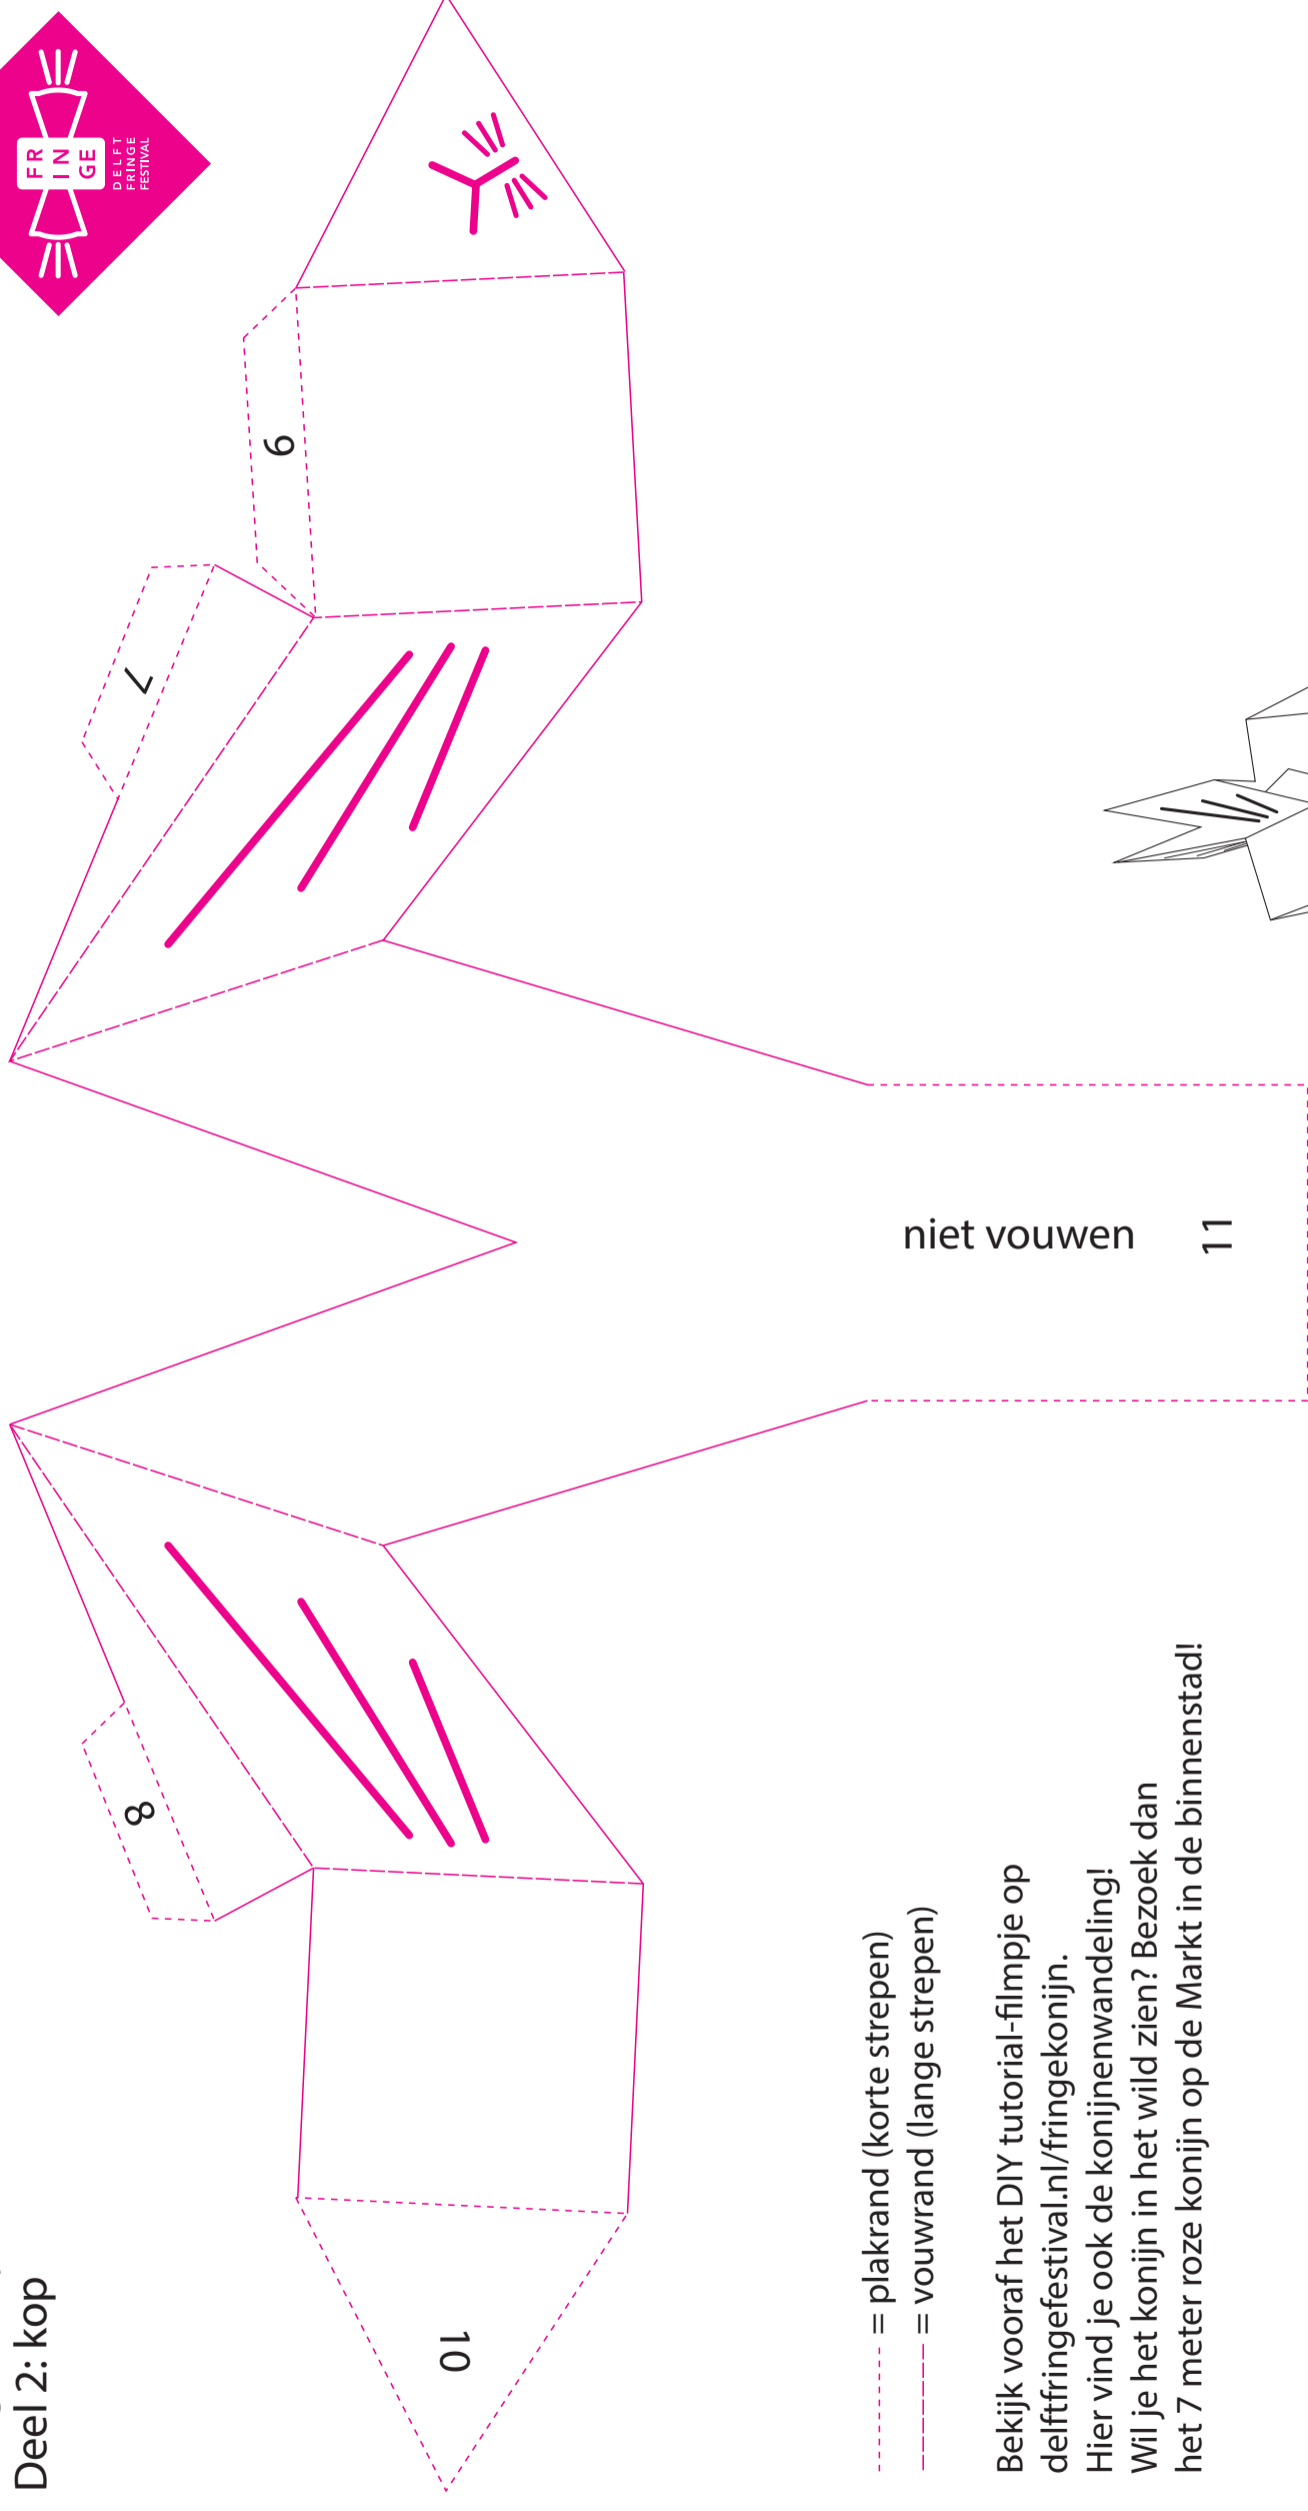 Deel 2: kop
FR
IN
GE
DELFT
FRINGE
FESTIVAL
9
7
8
10
niet vouwen
11
= plakrand (korte strepen)
= vouwrand (lange strepen)
Bekijk vooraf het DIY tutorial-filmpje op
delftfringefestival.nl/fringekonijn.
Hier vind je ook de konijnenwandeling!
Wil je het konijn in het wild zien? Bezoek dan
het 7 meter roze konijn op de Markt in de binnenstad!